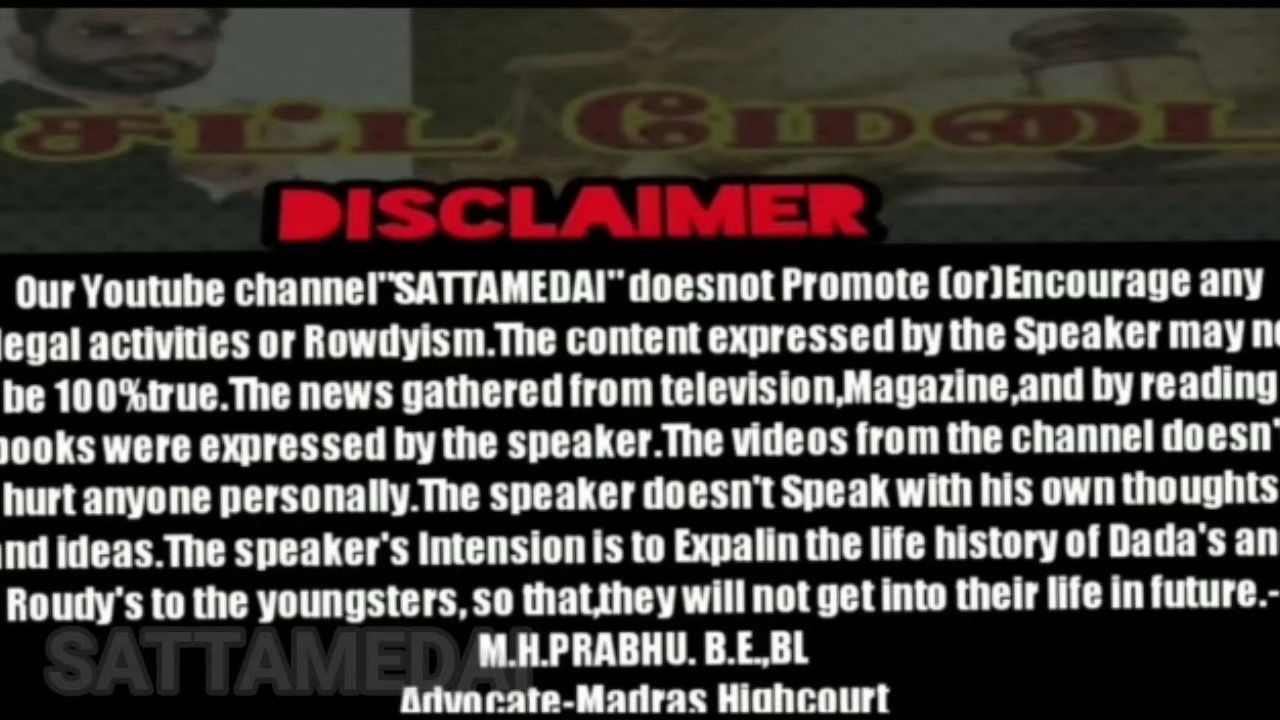 சட்ட மேடை
DISCLAIMER
Our Youtube channel"SATTAMEDAI" doesnot Promote (or)Encourage any
legal activities or Rowdyism.The content expressed by the Speaker may no
be 100%true.The news gathered from television,Magazine,and by reading
books were expressed by the speaker.The videos from the channel doesn'
hurt anyone personally.The speaker doesn't Speak with his own thoughts
nd ideas.The speaker's Intension is to Expalin the life history of Dada's an
Roudy's to the youngsters, so that,they will not get into their life in future.-
M.H.PRABHU. B.E.,BL
Advocate-Madras Highcourt
SATTAMEDAI